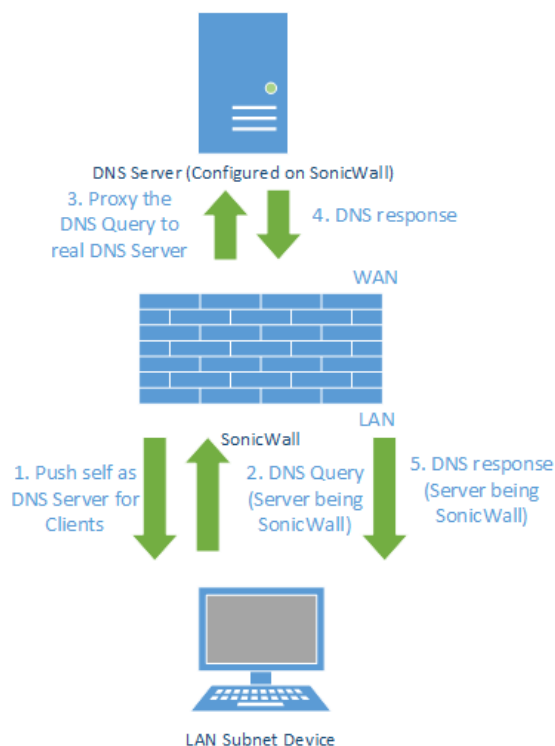 DNS Server (Configured on SonicWall)
3. Proxy the
DNS Query to
real DNS Server
4. DNS response
WAN
LAN
SonicWall
1. Push self as
DNS Server for
Clients
2. DNS Query
(Server being
SonicWall)
5. DNS response
(Server being
SonicWall)
LAN Subnet Device